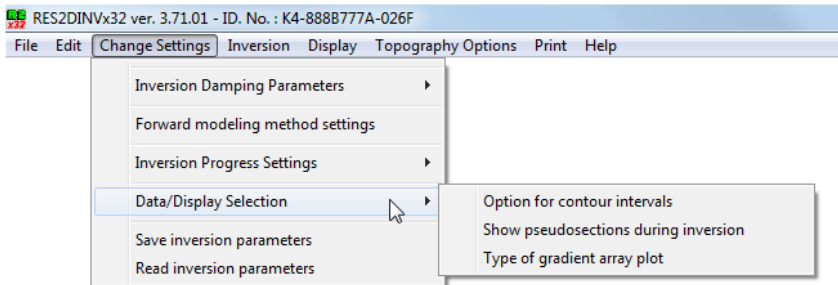 RES x32 RES2DINVx32 ver. 3.71.01 - ID. No. : K4-888B777A-026F
File Edit Change Settings Inversion Display Topography Options Print Help
Inversion Damping Parameters
Forward modeling method settings
Inversion Progress Settings
Data/Display Selection
Option for contour intervals
Show pseudosections during inversion
Type of gradient array plot
Save inversion parameters
Read inversion parameters